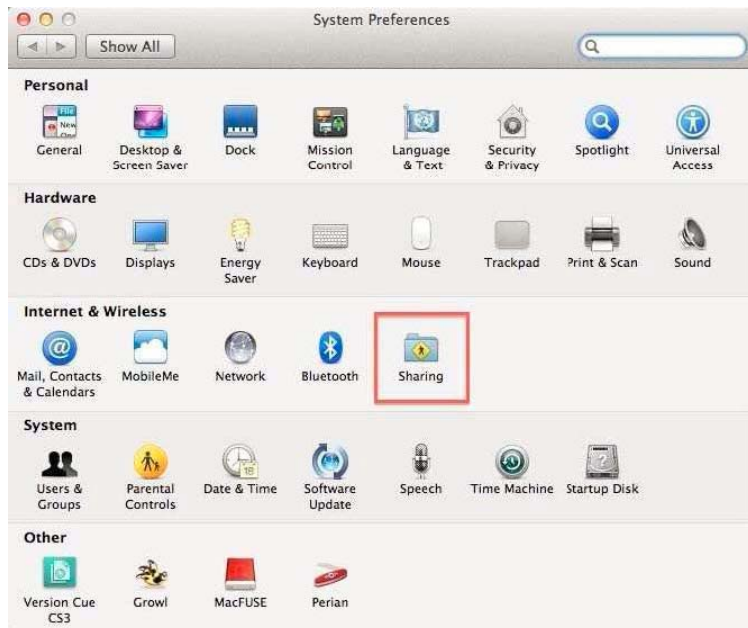 System Preferences
Show All
Personal
General
Desktop & Screen Saver
Dock
Mission Control
Language & Text
Security & Privacy
Spotlight
Universal Access
Hardware
CDs & DVDs
Displays
Energy Saver
Keyboard
Mouse
Trackpad
Print & Scan
Sound
Internet & Wireless
Mail, Contacts & Calendars
MobileMe
Network
Bluetooth
Sharing
System
Users & Groups
Parental Controls
Date & Time
Software Update
Speech
Time Machine
Startup Disk
Other
Version Cue CS3
Growl
MacFUSE
Perian